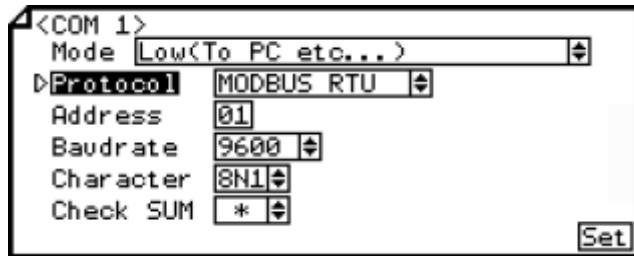 <COM 1>
Mode Low(To PC etc...)
Protocol MODBUS RTU
Address 01
Baudrate 9600
Character 8N1
Check SUM *
Set